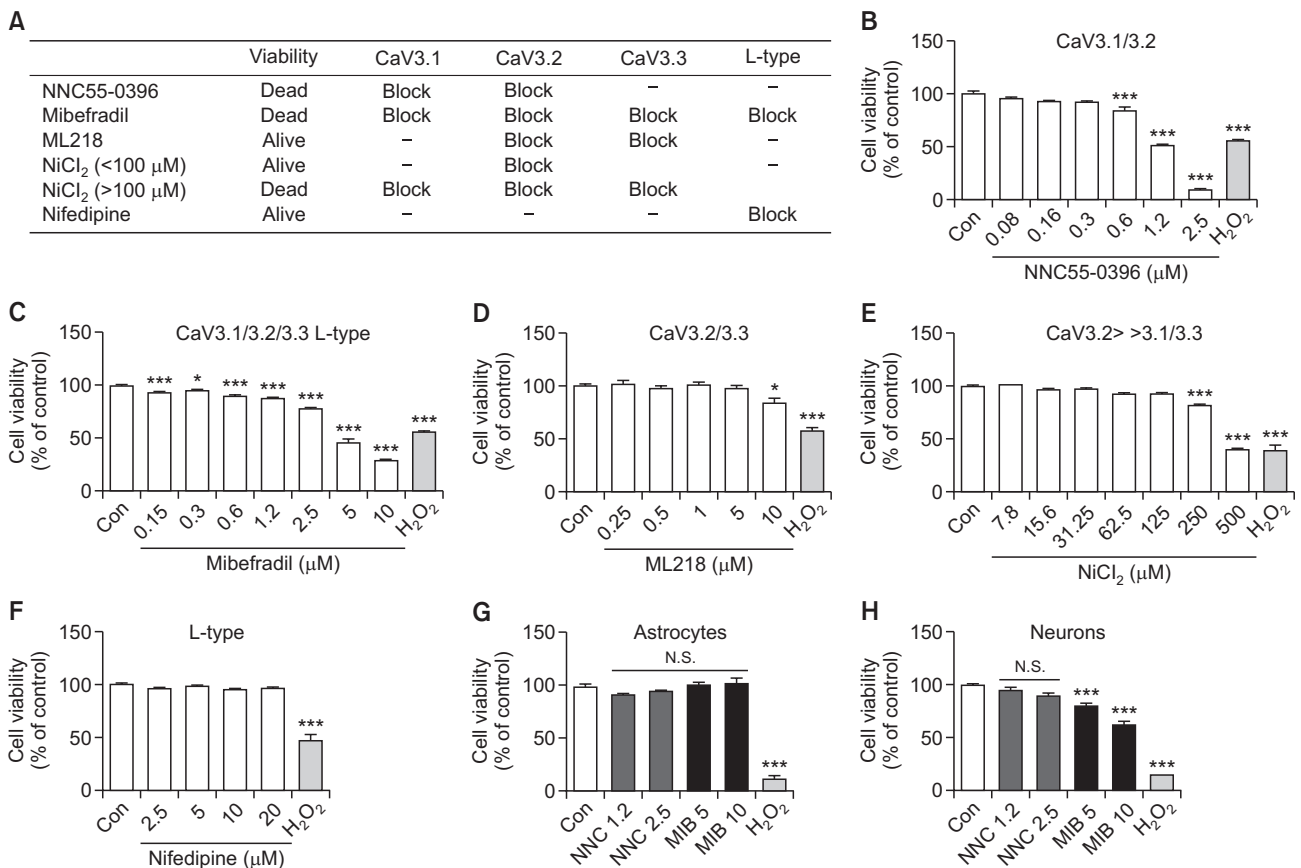 A
Viability CaV3.1 CaV3.2 CaV3.3 L-type
NNC55-0396 Dead Block Block – –
Mibefradil Dead Block Block Block Block
ML218 Alive – Block Block –
NiCl₂ (<100 μM) Alive – Block – –
NiCl₂ (>100 μM) Dead Block Block Block –
Nifedipine Alive – – – Block
B
CaV3.1/3.2
Cell viability
(% of control)
150
100
50
0
*** *** *** ***
Con 0.08 0.16 0.3 0.6 1.2 2.5 H₂O₂
NNC55-0396 (μM)
C
CaV3.1/3.2/3.3 L-type
Cell viability
(% of control)
150
100
50
0
*** * *** *** *** *** *** ***
Con 0.15 0.3 0.6 1.2 2.5 5 10 H₂O₂
Mibefradil (μM)
D
CaV3.2/3.3
Cell viability
(% of control)
150
100
50
0
* ***
Con 0.25 0.5 1 5 10 H₂O₂
ML218 (μM)
E
CaV3.2> >3.1/3.3
Cell viability
(% of control)
150
100
50
0
*** *** ***
Con 7.8 15.6 31.25 62.5 125 250 500 H₂O₂
NiCl₂ (μM)
F
L-type
Cell viability
(% of control)
150
100
50
0
***
Con 2.5 5 10 20 H₂O₂
Nifedipine (μM)
G
Astrocytes
N.S.
Cell viability
(% of control)
150
100
50
0
***
Con NNC 1.2 NNC 2.5 MIB 5 MIB 10 H₂O₂
H
Neurons
N.S.
Cell viability
(% of control)
150
100
50
0
*** *** ***
Con NNC 1.2 NNC 2.5 MIB 5 MIB 10 H₂O₂